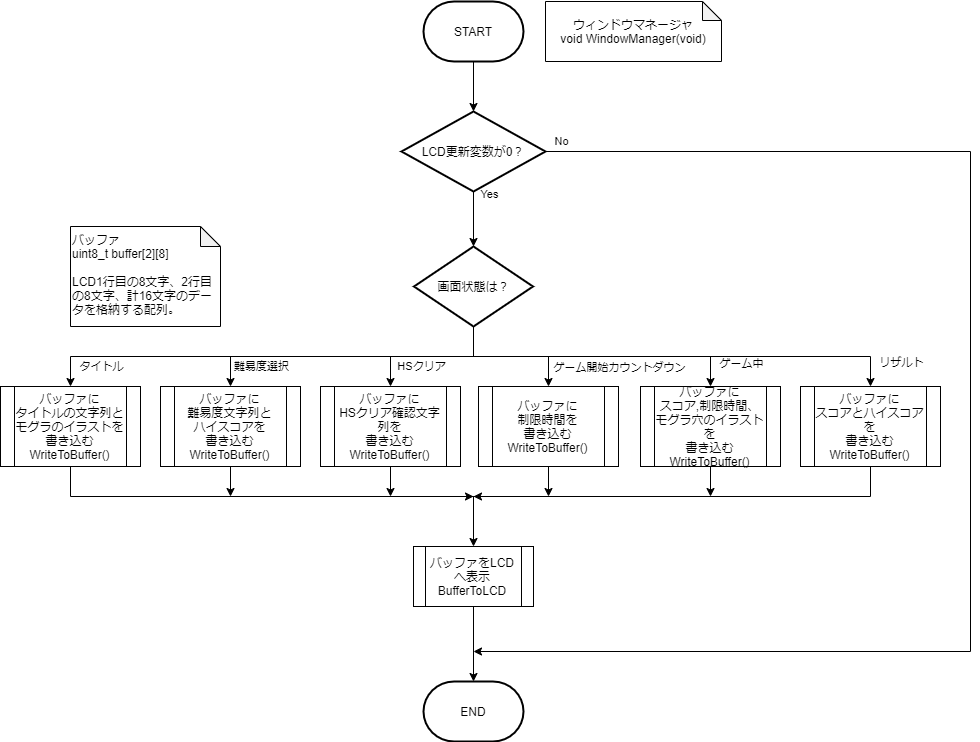 START
ウィンドウマネージャ
void WindowManager(void)
LCD更新変数が0？
No
Yes
バッファ
uint8_t buffer[2][8]
LCD1行目の8文字、2行目
の8文字、計16文字のデー
タを格納する配列。
画面状態は？
タイトル
難易度選択
HSクリア
ゲーム開始カウントダウン
ゲーム中
リザルト
バッファに
タイトルの文字列と
モグラのイラストを
書き込む
WriteToBuffer()
バッファに
難易度文字列と
ハイスコアを
書き込む
WriteToBuffer()
バッファに
HSクリア確認文字
列を
書き込む
WriteToBuffer()
バッファに
制限時間を
書き込む
WriteToBuffer()
バッファに
スコア,制限時間、
モグラ穴のイラスト
を
書き込む
WriteToBuffer()
バッファに
スコアとハイスコア
を
書き込む
WriteToBuffer()
バッファをLCD
へ表示
BufferToLCD
END